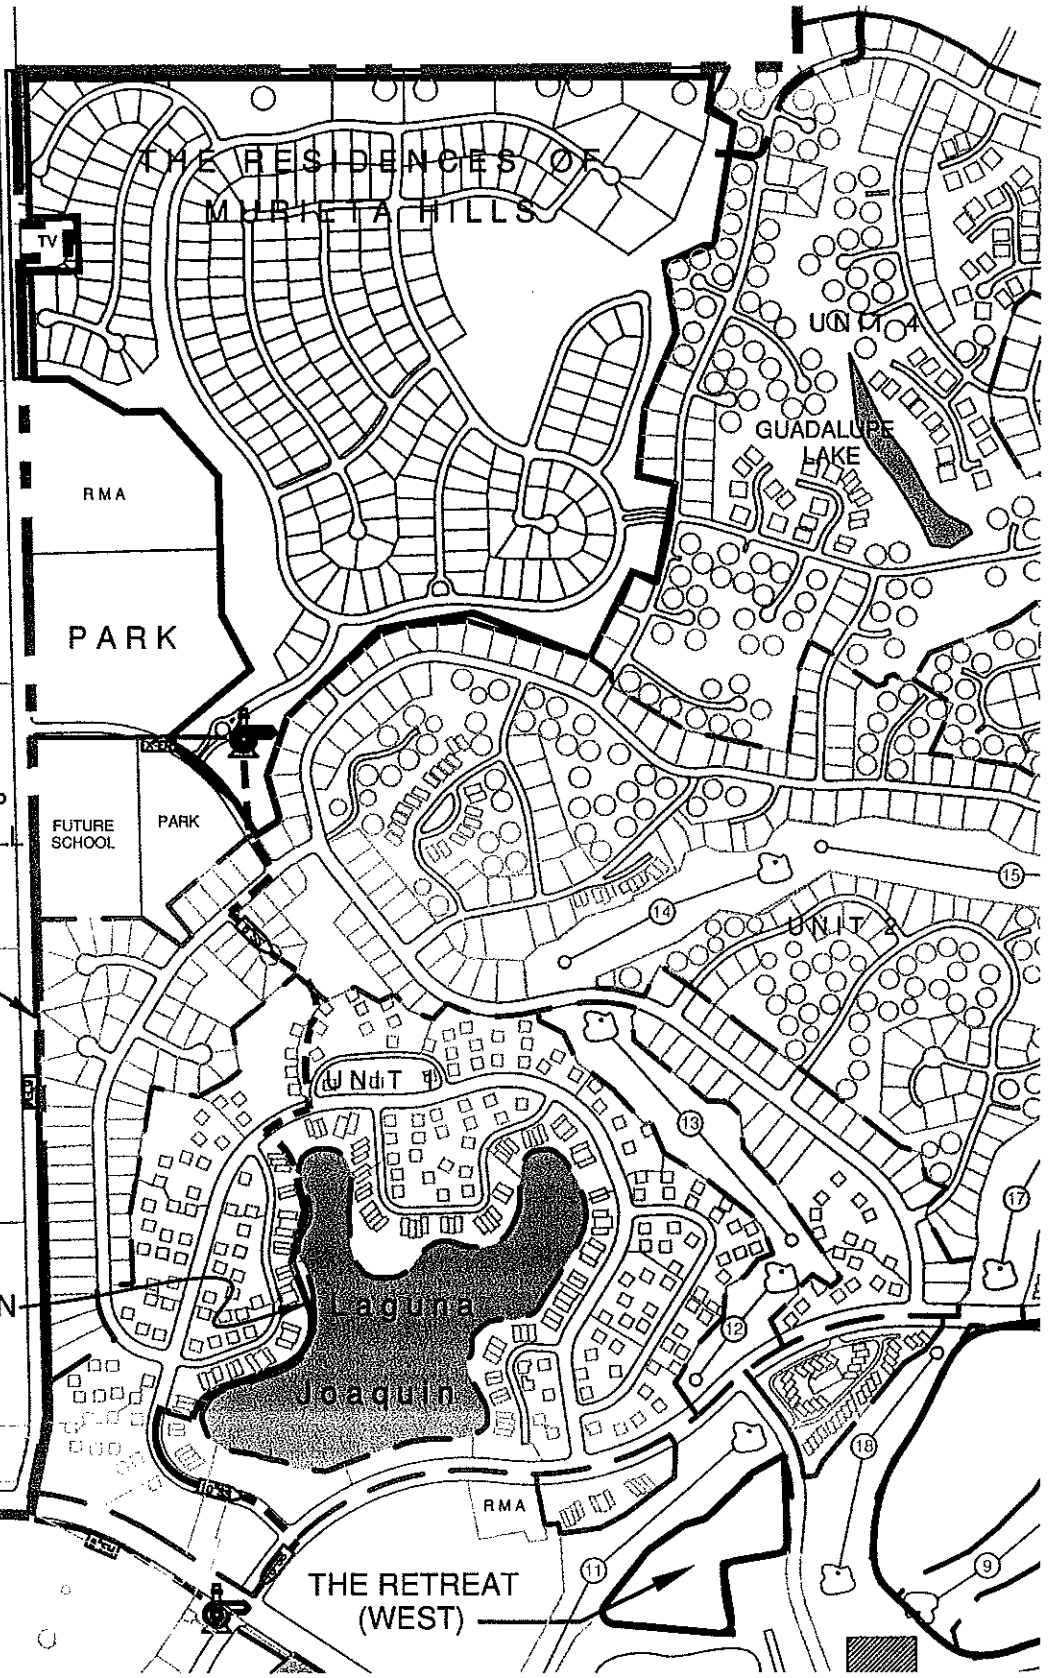 THE RESIDENCES OF
MURIETA HILLS
TV
UNIT 4
GUADALUPE
LAKE
RMA
PARK
FUTURE
SCHOOL
PARK
15
14
UNIT 2
UNIT
13
17
N
12
Laguna
Joaquin
18
RMA
11
9
THE RETREAT
(WEST)